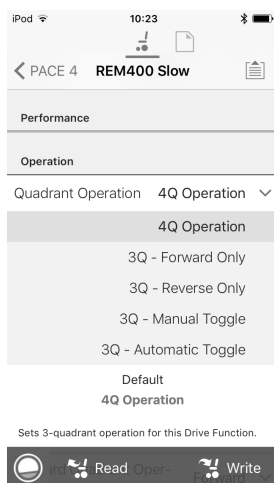 iPod 10:23
PACE 4 REM400 Slow
Performance
Operation
Quadrant Operation 4Q Operation
4Q Operation
3Q - Forward Only
3Q - Reverse Only
3Q - Manual Toggle
3Q - Automatic Toggle
Default
4Q Operation
Sets 3-quadrant operation for this Drive Function.
Read Write